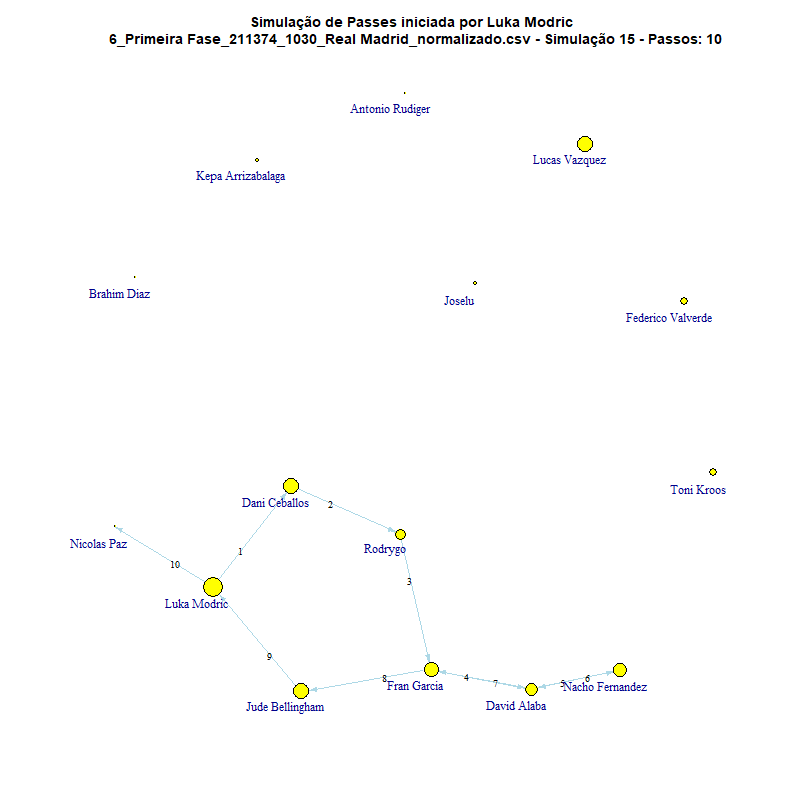 Simulação de Passes iniciada por Luka Modric
6_Primeira Fase_211374_1030_Real Madrid_normalizado.csv - Simulação 15 - Passos: 10
Antonio Rudiger
Lucas Vazquez
Kepa Arrizabalaga
Brahim Diaz
Joselu
Federico Valverde
Toni Kroos
Dani Ceballos
2
Nicolas Paz
Rodrygo
1
10
3
Luka Modric
9
8
Fran Garcia
4
7
5
6
Nacho Fernandez
Jude Bellingham
David Alaba